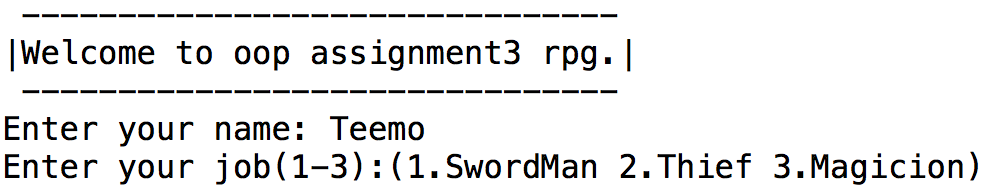 -------------------------------
|Welcome to oop assignment3 rpg.|
-------------------------------
Enter your name: Teemo
Enter your job(1-3):(1.SwordMan 2.Thief 3.Magicion)